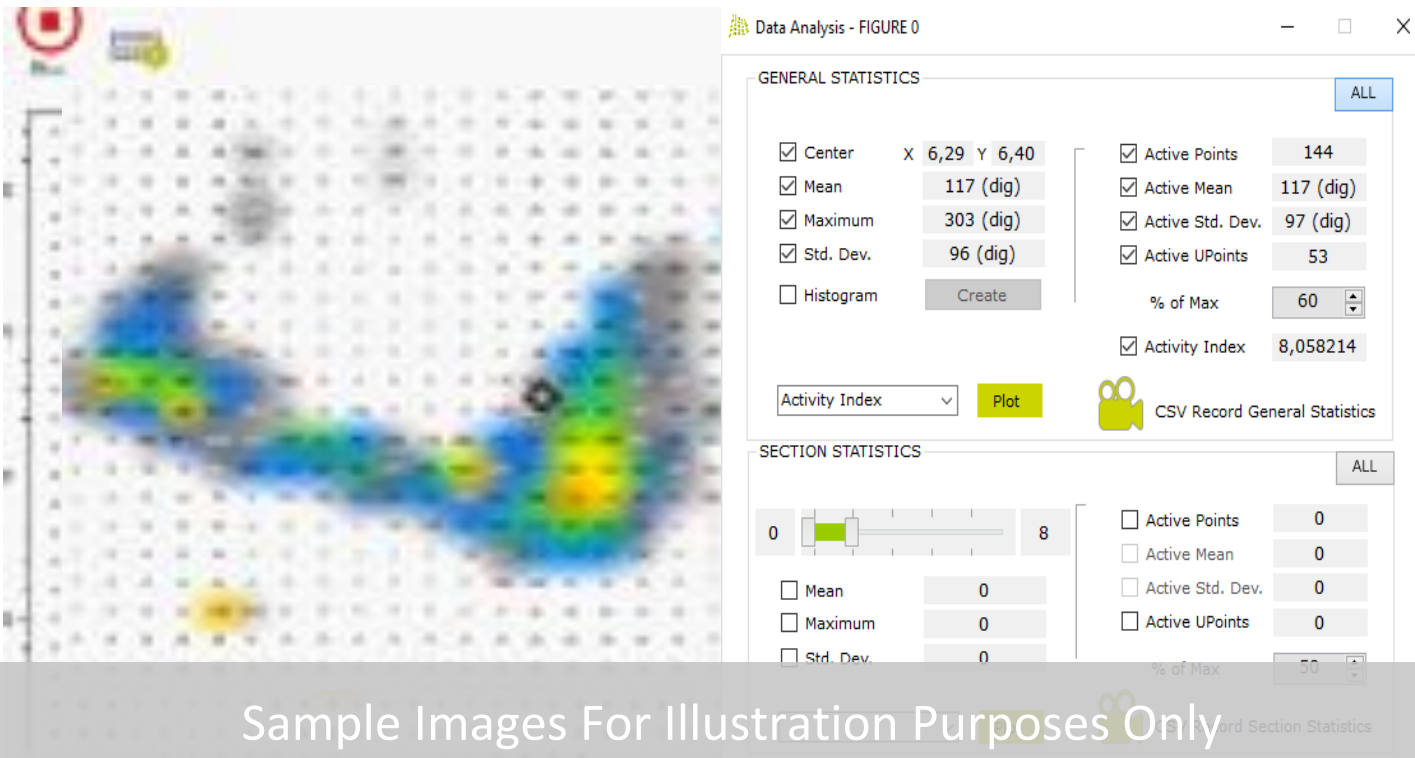 Data Analysis - FIGURE 0
GENERAL STATISTICS
ALL
Center X 6,29 Y 6,40
Active Points 144
Mean 117 (dig)
Active Mean 117 (dig)
Maximum 303 (dig)
Active Std. Dev. 97 (dig)
Std. Dev. 96 (dig)
Active UPoints 53
Histogram Create
% of Max 60
Activity Index 8,058214
Activity Index Plot
CSV Record General Statistics
SECTION STATISTICS
ALL
0 8
Active Points 0
Active Mean 0
Active Std. Dev. 0
Mean 0
Active UPoints 0
Maximum 0
Std. Dev. 0
% of Max 50
CSV Record Section Statistics
Sample Images For Illustration Purposes Only